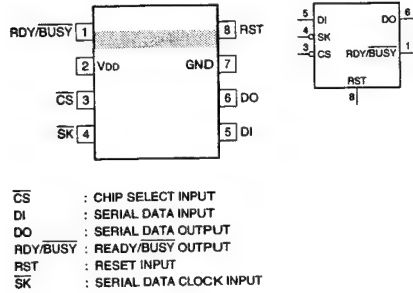 RDY/BUSY 1 8 RST
2 VDD GND 7
CS 3 6 DO
SK 4 5 DI
5 DI DO 6
4 SK
3 CS RDY/BUSY 1
RST
8
CS : CHIP SELECT INPUT
DI : SERIAL DATA INPUT
DO : SERIAL DATA OUTPUT
RDY/BUSY : READY/BUSY OUTPUT
RST : RESET INPUT
SK : SERIAL DATA CLOCK INPUT